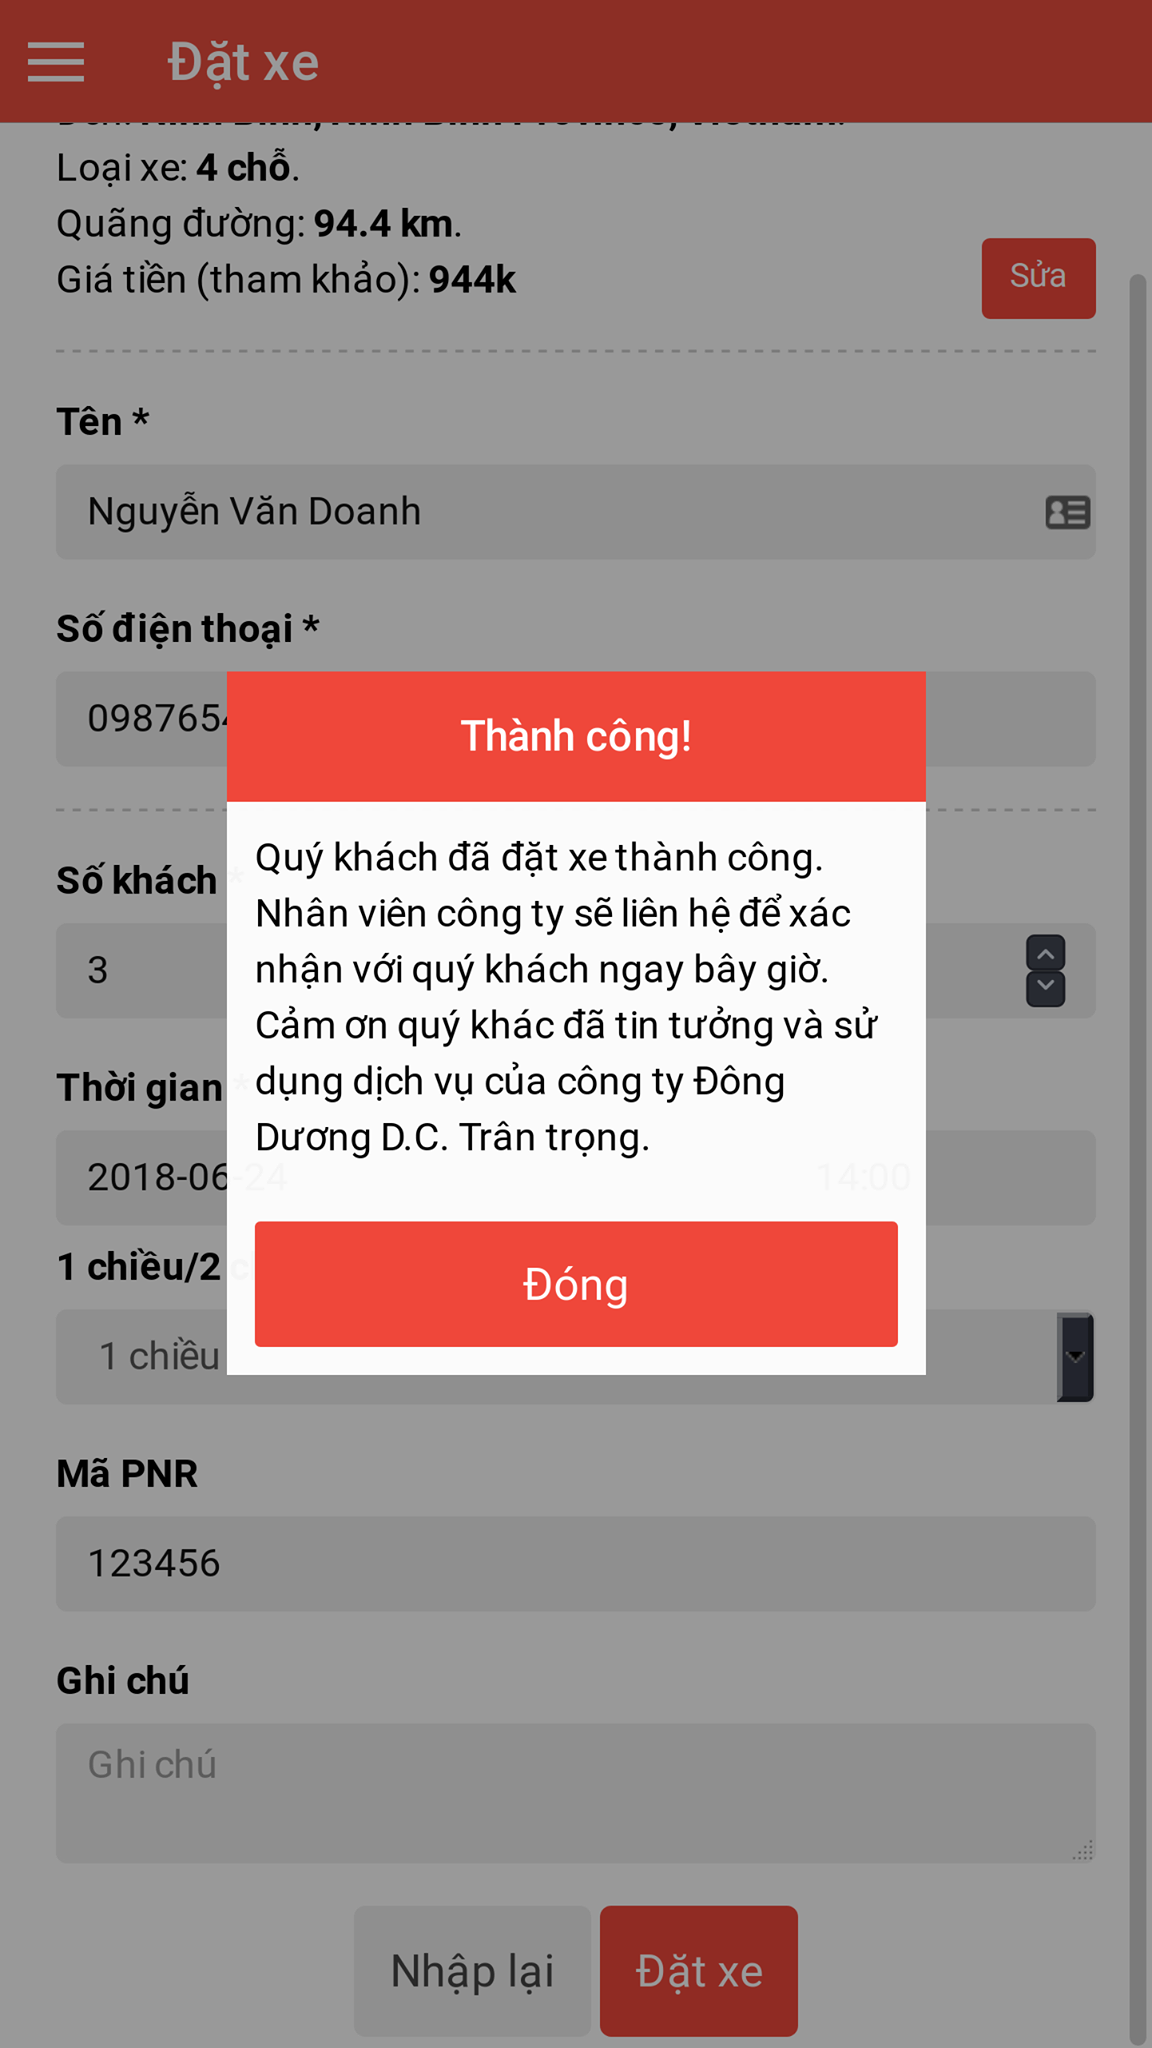 Đặt xe
Loại xe: 4 chỗ.
Quãng đường: 94.4 km.
Giá tiền (tham khảo): 944k
Sửa
Tên *
Nguyễn Văn Doanh
Số điện thoại *
098765
Thành công!
Quý khách đã đặt xe thành công.
Nhân viên công ty sẽ liên hệ để xác
nhận với quý khách ngay bây giờ.
Cảm ơn quý khác đã tin tưởng và sử
dụng dịch vụ của công ty Đông
Dương D.C. Trân trọng.
Đóng
Số khách *
3
Thời gian *
2018-06-24 14:00
1 chiều/2
1 chiều
Mã PNR
123456
Ghi chú
Ghi chú
Nhập lại
Đặt xe